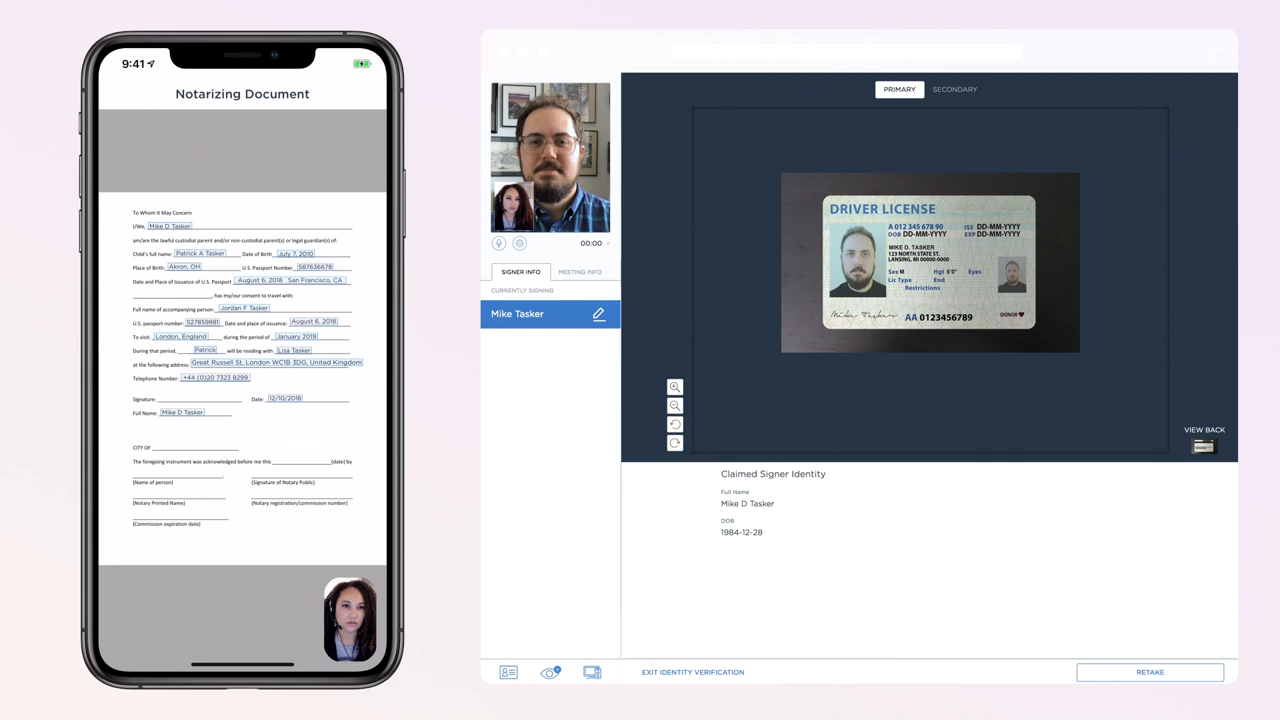 9:41
Notarizing Document
To Whom It May Concern
I/We, Mike D Tasker
am/are the lawful custodial parent and/or non-custodial parent(s) or legal guardian(s) of:
Child's full name: Patrick A Tasker Date of Birth July 7, 2010
Place of Birth: Akron, OH U.S. Passport Number 587636678
Date and Place of Issuance of U.S. Passport August 6, 2018 San Francisco, CA
, has my/our consent to travel with:
Full name of accompanying person: Jordan F Tasker
U.S. passport number: 527859881 Date and place of issuance: August 6, 2018
To visit: London, England during the period of January 2019
During that period, Patrick will be residing with Lisa Tasker
at the following address: Great Russell St, London WC1B 3DG, United Kingdom
Telephone Number: +44 (0)20 7323 8299
Signature: Date: 12/10/2018
Full Name: Mike D Tasker
CITY OF
The foregoing instrument was acknowledged before me this (date) by
(Name of person) (Signature of Notary Public)
(Notary Printed Name) (Notary registration/commission number)
(Commission expiration date)
00:00
SIGNER INFO MEETING INFO
CURRENTLY SIGNING
Mike Tasker
PRIMARY SECONDARY
DRIVER LICENSE
A 012 345 678 90 ISS DD-MM-YYYY
DOB DD-MM-YYYY EXP DD-MM-YYYY
MIKE D. TASKER
123 NORTH STATE ST.
LANSING, MI 00000-0000
Sex M Hgt 6'0" Eyes
Lic Type End
Restrictions
Mike Tasker
AA 0123456789
DONOR
VIEW BACK
Claimed Signer Identity
Full Name
Mike D Tasker
DOB
1984-12-28
EXIT IDENTITY VERIFICATION
RETAKE